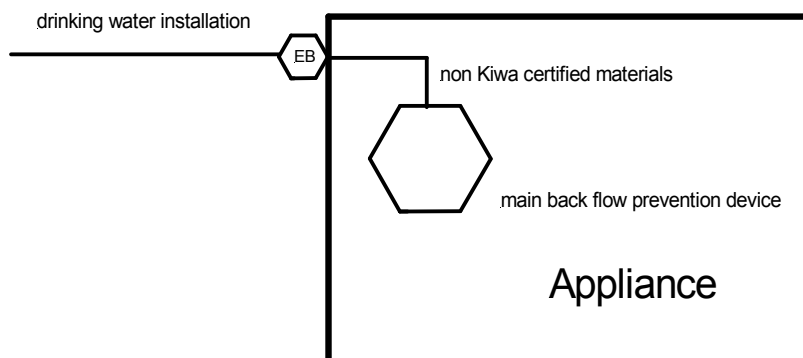 drinking water installation
EB
non Kiwa certified materials
main back flow prevention device
Appliance